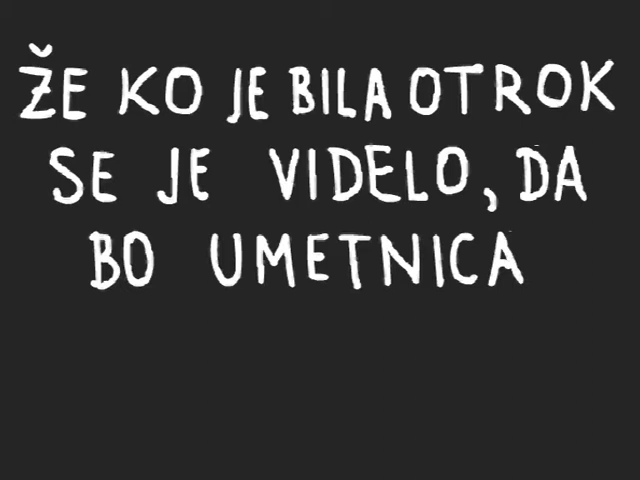 ŽE KO JE BILA OTROK
SE JE VIDELO, DA
BO UMETNICA